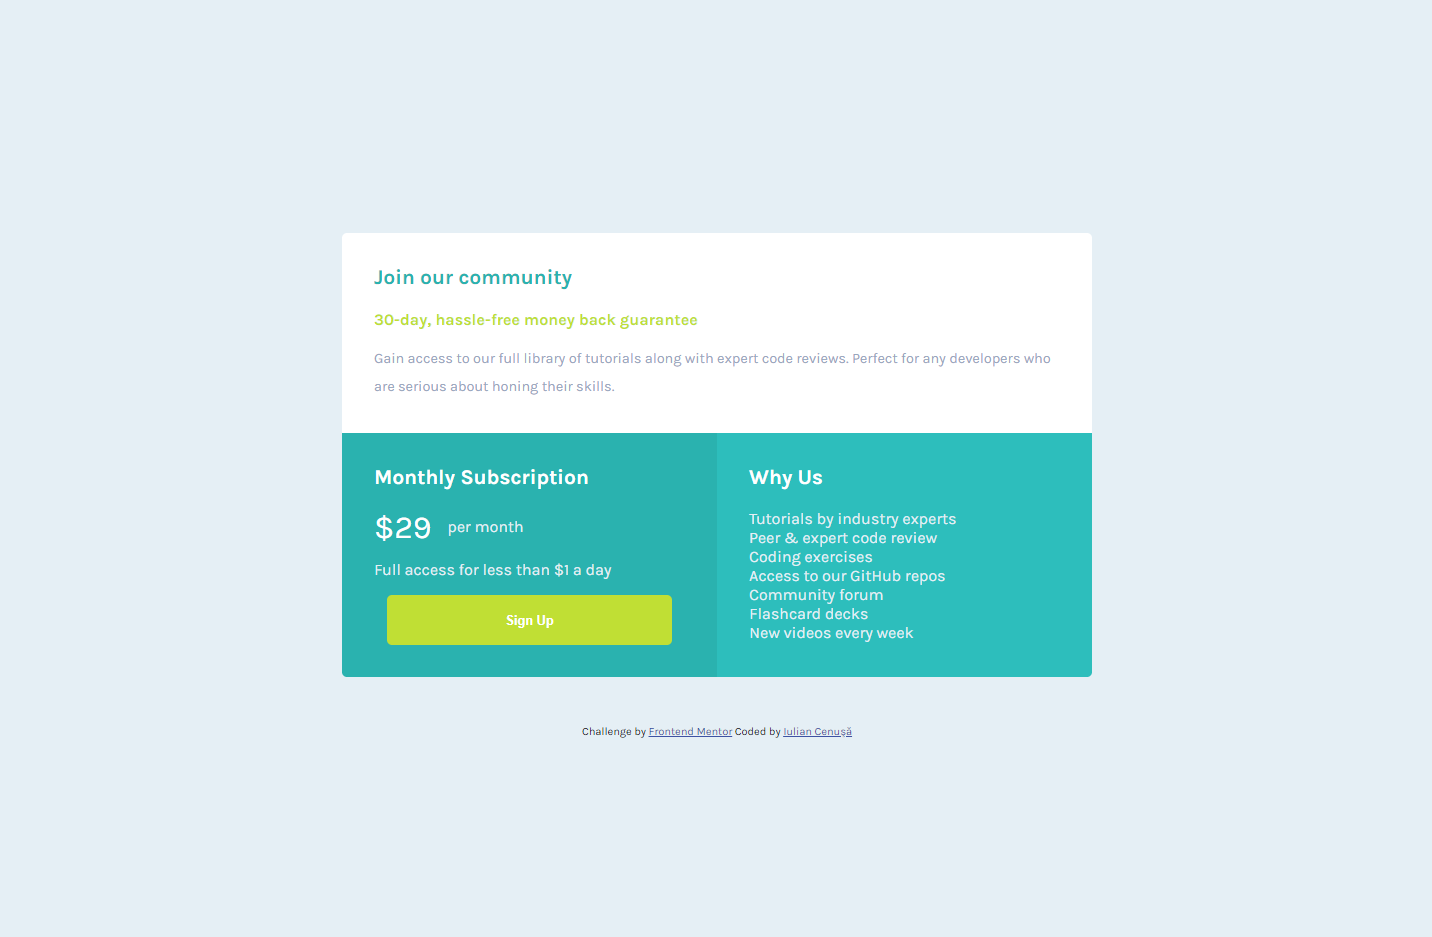 Join our community
30-day, hassle-free money back guarantee
Gain access to our full library of tutorials along with expert code reviews. Perfect for any developers who
are serious about honing their skills.
Monthly Subscription
$29 per month
Full access for less than $1 a day
Sign Up
Why Us
Tutorials by industry experts
Peer & expert code review
Coding exercises
Access to our GitHub repos
Community forum
Flashcard decks
New videos every week
Challenge by Frontend Mentor Coded by Iulian Cenușă